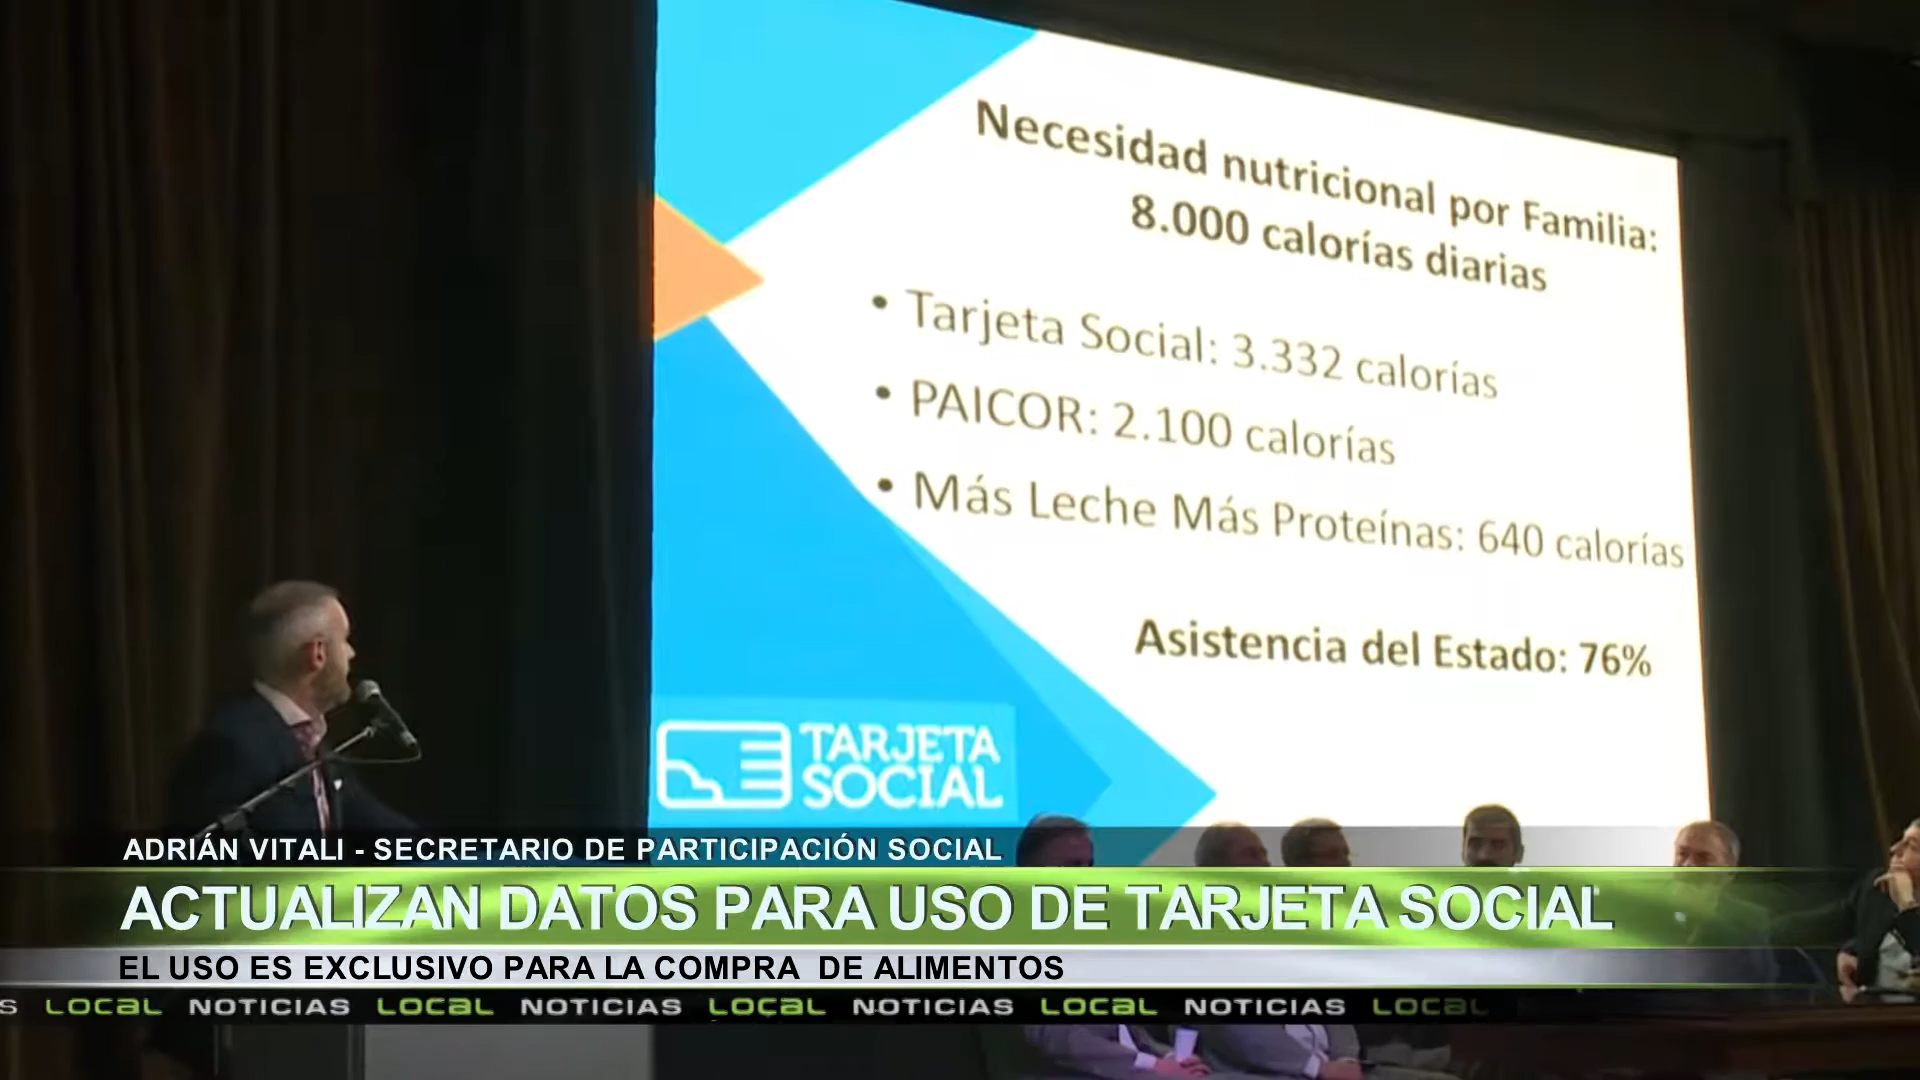 Necesidad nutricional por Familia:
8.000 calorías diarias
• Tarjeta Social: 3.332 calorías
• PAICOR: 2.100 calorías
• Más Leche Más Proteínas: 640 calorías
Asistencia del Estado: 76%
TARJETA
SOCIAL
ADRIÁN VITALI - SECRETARIO DE PARTICIPACIÓN SOCIAL
ACTUALIZAN DATOS PARA USO DE TARJETA SOCIAL
EL USO ES EXCLUSIVO PARA LA COMPRA DE ALIMENTOS
S LOCAL NOTICIAS LOCAL NOTICIAS LOCAL NOTICIAS LOCAL NOTICIAS LOCAL